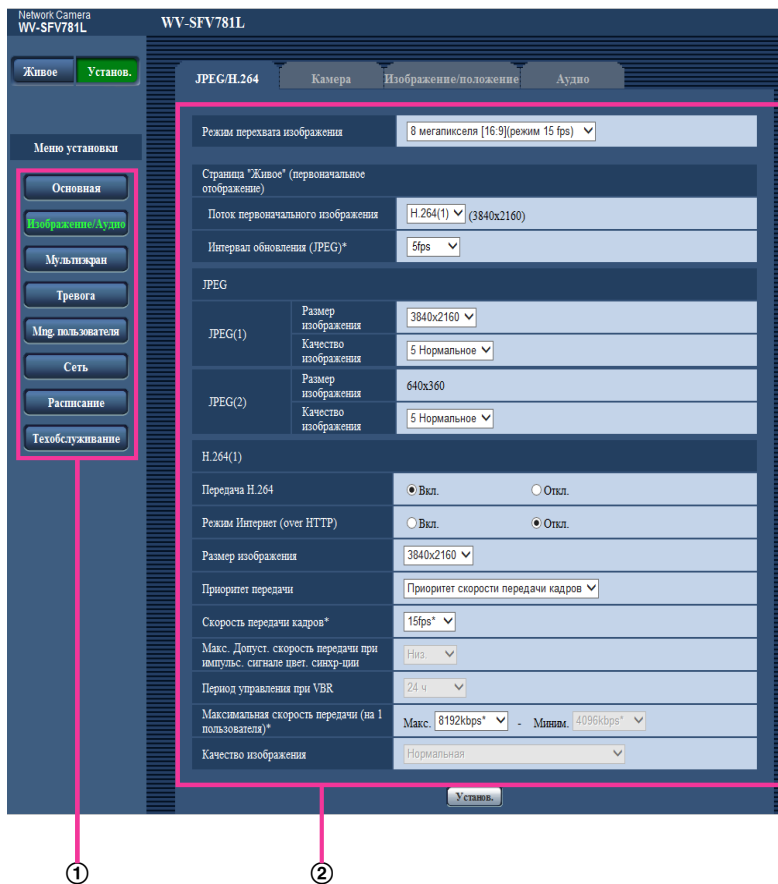 Network Camera
WV-SFV781L
WV-SFV781L
Живое
Установ.
JPEG/H.264
Камера
Изображение/положение
Аудио
Меню установки
Основная
Изображение/Аудио
Мультиэкран
Тревога
Mng. пользователя
Сеть
Расписание
Техобслуживание
Режим перехвата изображения
8 мегапикселя [16:9](режим 15 fps)
Страница "Живое" (первоначальное
отображение)
Поток первоначального изображения
H.264(1)
(3840x2160)
Интервал обновления (JPEG)*
5fps
JPEG
JPEG(1)
Размер
изображения
3840x2160
Качество
изображения
5 Нормальное
JPEG(2)
Размер
изображения
640x360
Качество
изображения
5 Нормальное
H.264(1)
Передача H.264
Вкл.
Откл.
Режим Интернет (over HTTP)
Вкл.
Откл.
Размер изображения
3840x2160
Приоритет передачи
Приоритет скорости передачи кадров
Скорость передачи кадров*
15fps*
Макс. Допуст. скорость передачи при
импульс. сигнале цвет. синхр-ции
Низ.
Период управления при VBR
24 ч
Максимальная скорость передачи (на 1
пользователя)*
Макс.
8192kbps*
-
Миним.
4096kbps*
Качество изображения
Нормальная
Установ.
①
②